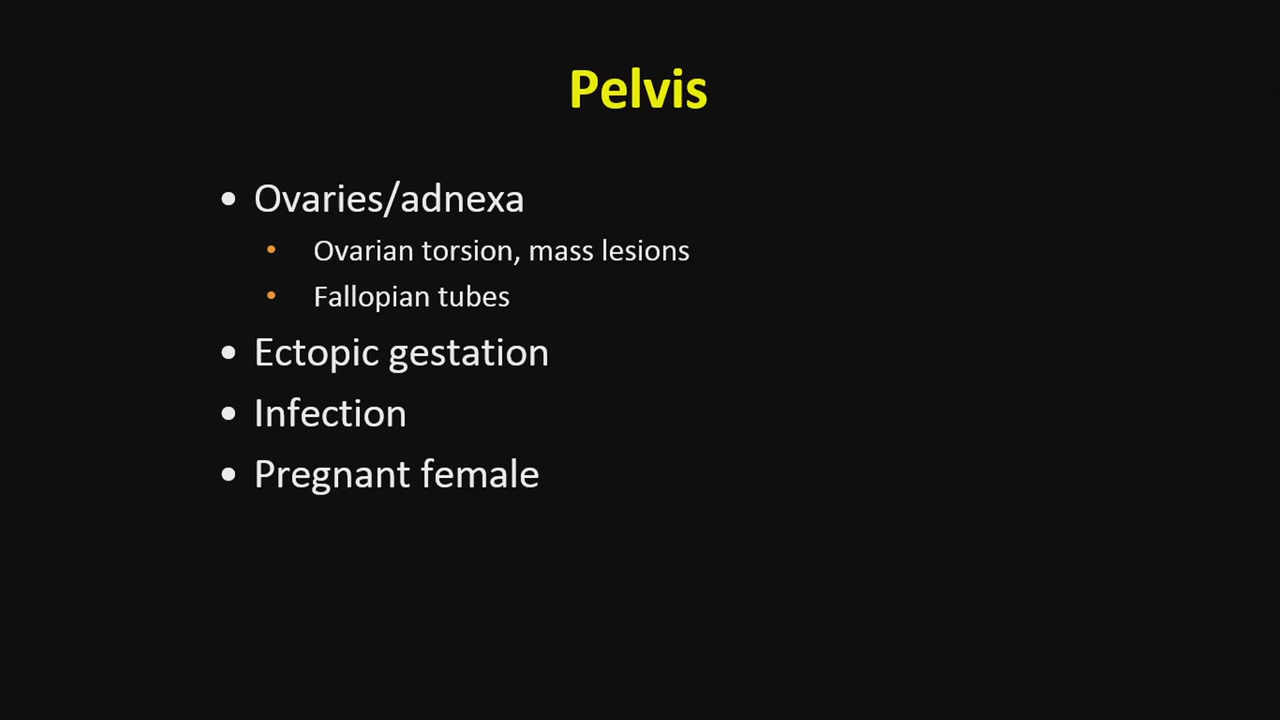 Pelvis
• Ovaries/adnexa
• Ovarian torsion, mass lesions
• Fallopian tubes
• Ectopic gestation
• Infection
• Pregnant female